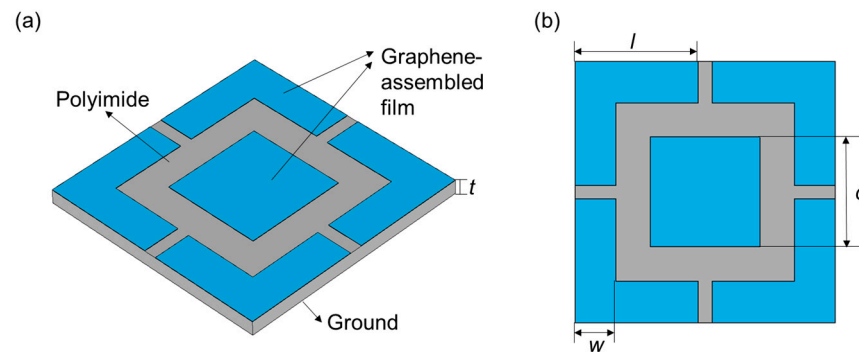 (a)
Graphene-
assembled
film
Polyimide
t
Ground
(b)
l
w